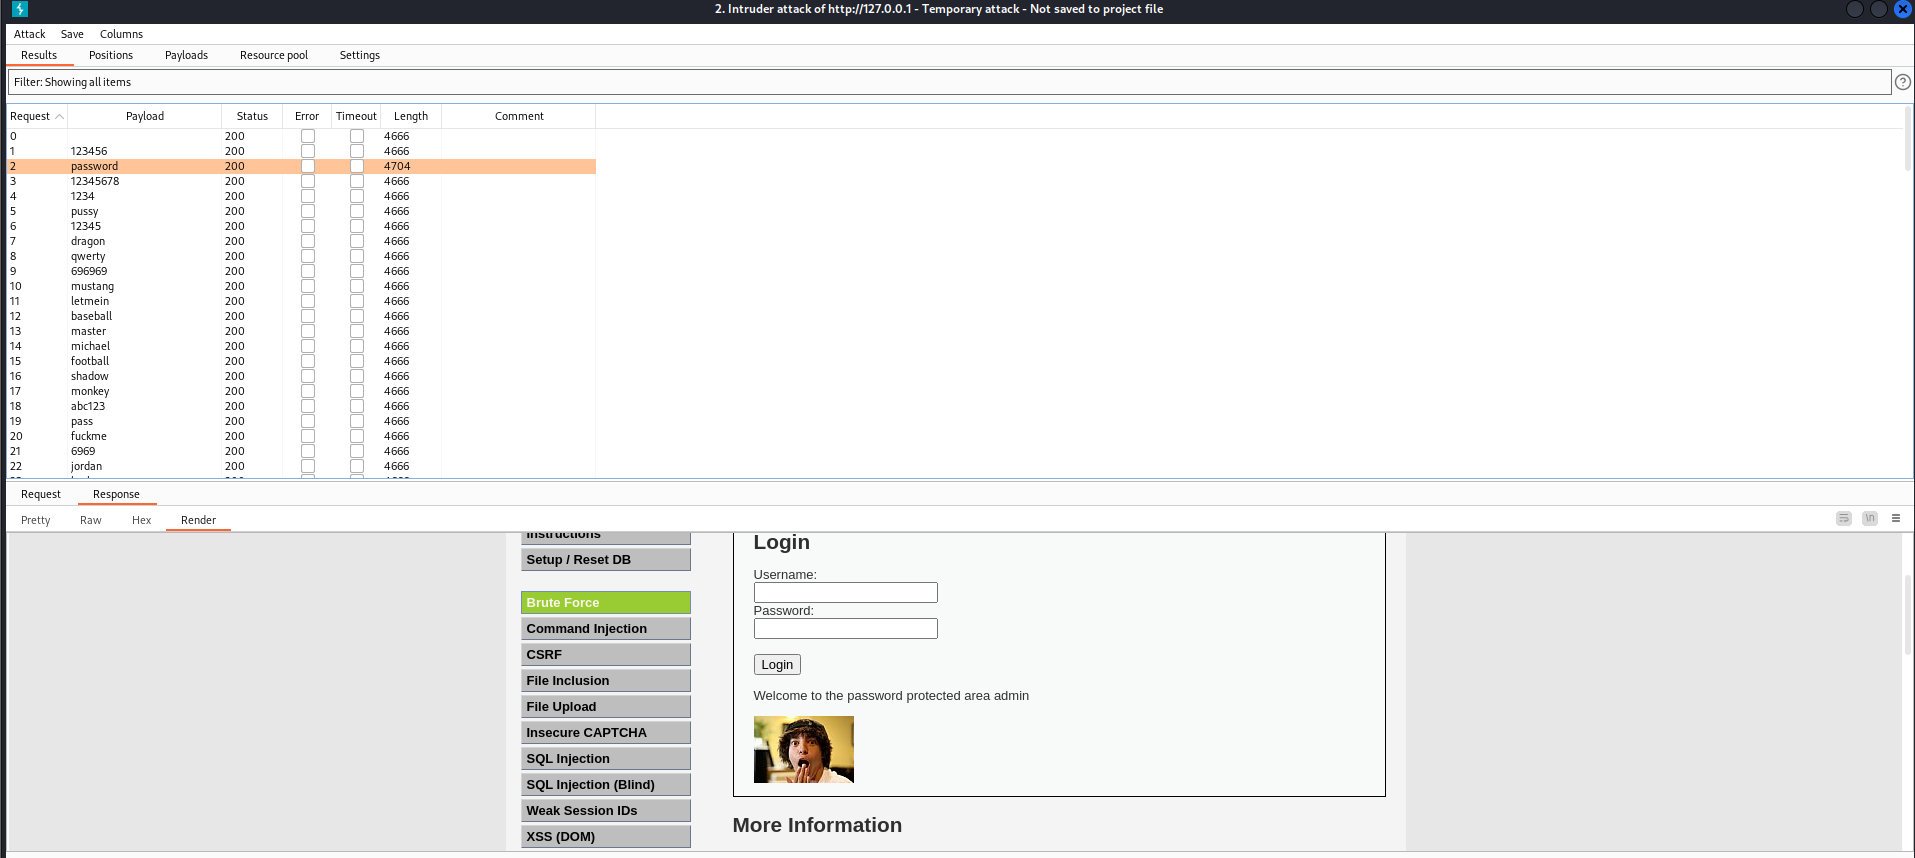 2. Intruder attack of http://127.0.0.1 - Temporary attack - Not saved to project file
Attack Save Columns
Results Positions Payloads Resource pool Settings
Filter: Showing all items
?
Request Payload Status Error Timeout Length Comment
0 200 4666
1 123456 200 4666
2 password 200 4704
3 12345678 200 4666
4 1234 200 4666
5 pussy 200 4666
6 12345 200 4666
7 dragon 200 4666
8 qwerty 200 4666
9 696969 200 4666
10 mustang 200 4666
11 letmein 200 4666
12 baseball 200 4666
13 master 200 4666
14 michael 200 4666
15 football 200 4666
16 shadow 200 4666
17 monkey 200 4666
18 abc123 200 4666
19 pass 200 4666
20 fuckme 200 4666
21 6969 200 4666
22 jordan 200 4666
Request Response
Pretty Raw Hex Render
\n
Instructions
Setup / Reset DB
Brute Force
Command Injection
CSRF
File Inclusion
File Upload
Insecure CAPTCHA
SQL Injection
SQL Injection (Blind)
Weak Session IDs
XSS (DOM)
Login
Username:
Password:
Login
Welcome to the password protected area admin
More Information